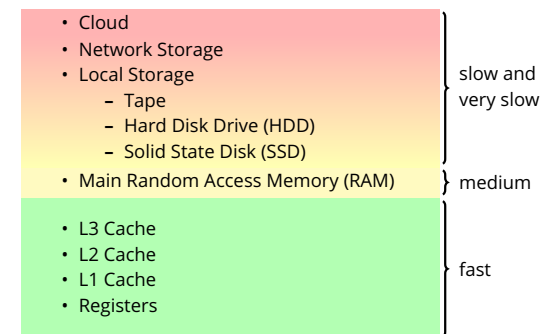 • Cloud
• Network Storage
• Local Storage
– Tape
– Hard Disk Drive (HDD)
– Solid State Disk (SSD)
slow and
very slow
• Main Random Access Memory (RAM)
medium
• L3 Cache
• L2 Cache
• L1 Cache
• Registers
fast